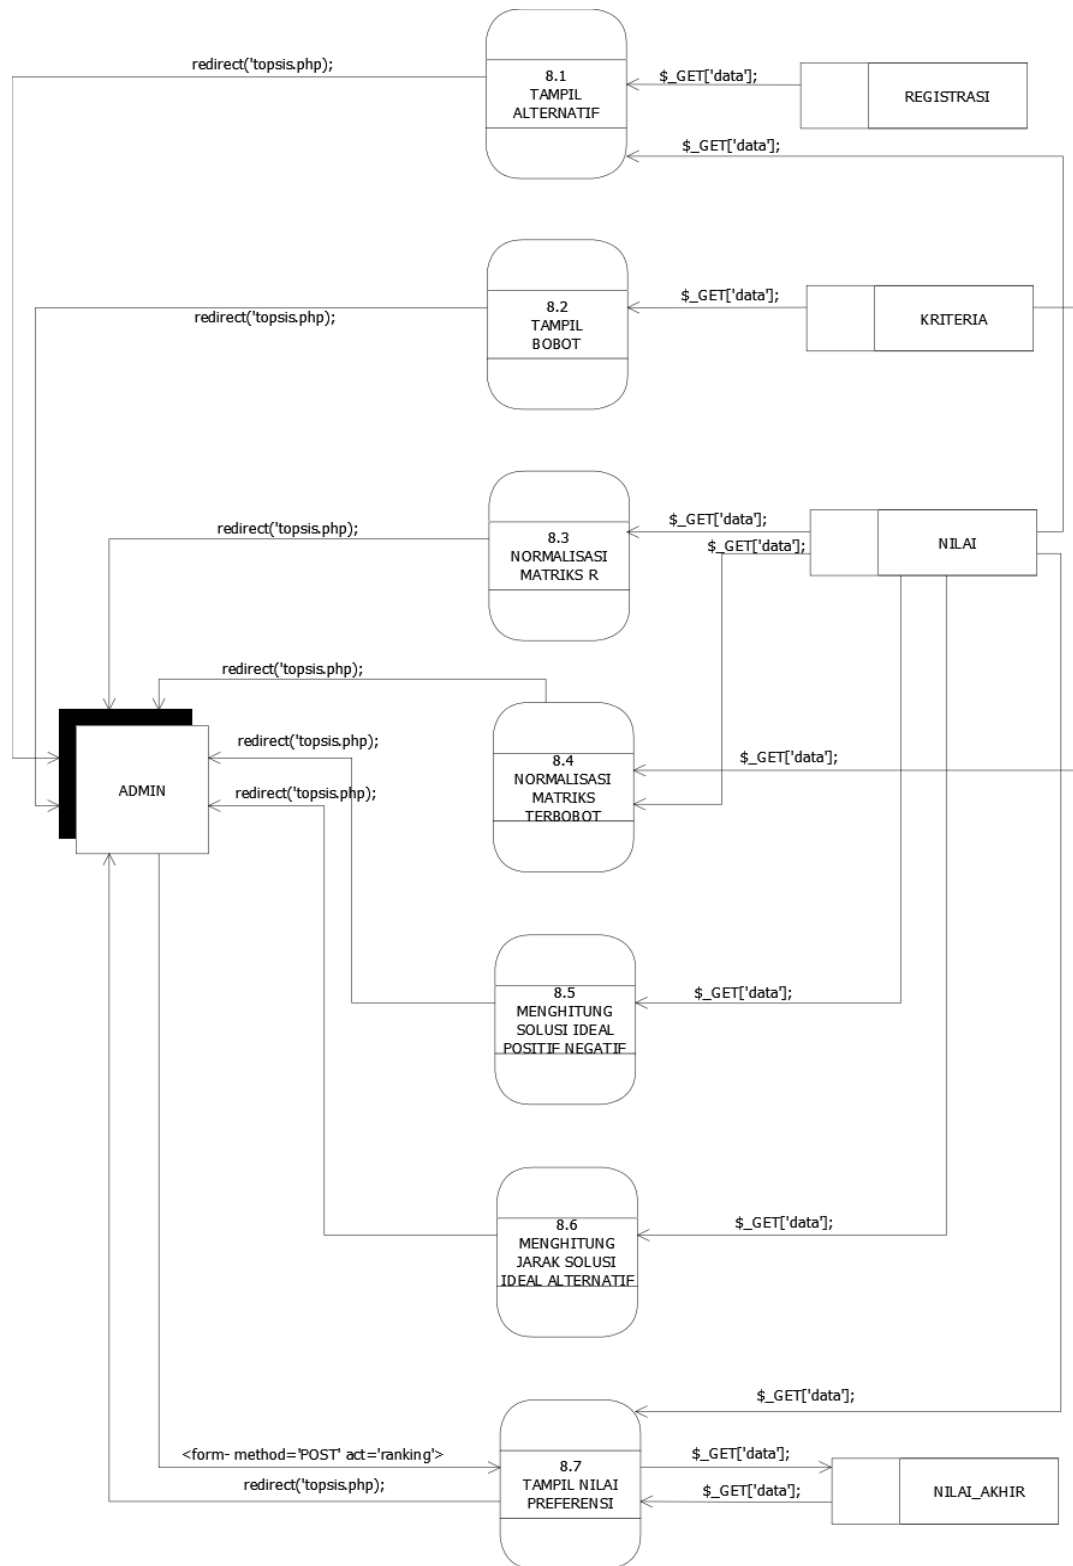 redirect('topsis.php);
8.1
TAMPIL
ALTERNATIF
$_GET['data'];
REGISTRASI
$_GET['data'];
redirect('topsis.php);
8.2
TAMPIL
BOBOT
$_GET['data'];
KRITERIA
redirect('topsis.php);
8.3
NORMALISASI
MATRIKS R
$_GET['data'];
$_GET['data'];
NILAI
redirect('topsis.php);
redirect('topsis.php);
ADMIN
redirect('topsis.php);
8.4
NORMALISASI
MATRIKS
TERBOBOT
$_GET['data'];
8.5
MENGHITUNG
SOLUSI IDEAL
POSITIF NEGATIF
$_GET['data'];
8.6
MENGHITUNG
JARAK SOLUSI
IDEAL ALTERNATIF
$_GET['data'];
$_GET['data'];
<form- method='POST' act='ranking'>
redirect('topsis.php);
8.7
TAMPIL NILAI
PREFERENSI
$_GET['data'];
$_GET['data'];
NILAI_AKHIR